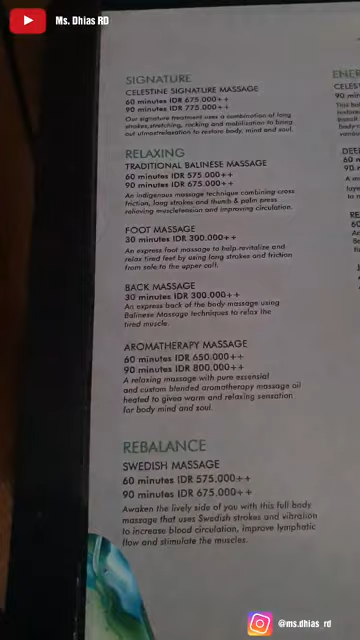 Ms. Dhias RD
SIGNATURE
CELESTINE SIGNATURE MASSAGE
60 minutes IDR 675.000++
90 minutes IDR 775.000++
Our signature treatment uses a combination of long
strokes,stretching, rocking and mobilisation to bring
out utmostrelaxation to restore body, mind and soul.
RELAXING
TRADITIONAL BALINESE MASSAGE
60 minutes IDR 575.000++
90 minutes IDR 675.000++
An indigenous massage technique combining cross
friction, long strokes and thumb & palm press
relieving muscletension and improving circulation.
FOOT MASSAGE
30 minutes IDR 300.000++
An express foot massage to help revitalize and
relax tired feet by using long strokes and friction
from sole to the upper calf.
BACK MASSAGE
30 minutes IDR 300.000++
An express back of the body massage using
Balinese Massage techniques to relax the
tired muscle.
AROMATHERAPY MASSAGE
60 minutes IDR 650.000++
90 minutes IDR 800.000++
A relaxing massage with pure essensial
and custom blended aromatherapy massage oil
heated to givea warm and relaxing sensation
for body mind and soul.
REBALANCE
SWEDISH MASSAGE
60 minutes IDR 575.000++
90 minutes IDR 675.000++
Awaken the lively side of you with this full body
massage that uses Swedish strokes and vibration
to increase blood circulation, improve lymphatic
flow and stimulate the muscles.
@ms.dhias_rd